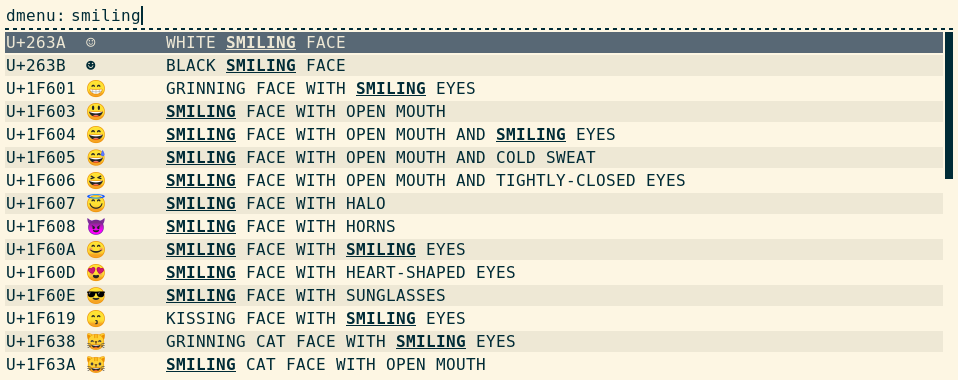 dmenu: smiling
U+263A ☺ WHITE SMILING FACE
U+263B ☻ BLACK SMILING FACE
U+1F601 😁 GRINNING FACE WITH SMILING EYES
U+1F603 😃 SMILING FACE WITH OPEN MOUTH
U+1F604 😄 SMILING FACE WITH OPEN MOUTH AND SMILING EYES
U+1F605 😅 SMILING FACE WITH OPEN MOUTH AND COLD SWEAT
U+1F606 😆 SMILING FACE WITH OPEN MOUTH AND TIGHTLY-CLOSED EYES
U+1F607 😇 SMILING FACE WITH HALO
U+1F608 😈 SMILING FACE WITH HORNS
U+1F60A 😊 SMILING FACE WITH SMILING EYES
U+1F60D 😍 SMILING FACE WITH HEART-SHAPED EYES
U+1F60E 😎 SMILING FACE WITH SUNGLASSES
U+1F619 😙 KISSING FACE WITH SMILING EYES
U+1F638 😸 GRINNING CAT FACE WITH SMILING EYES
U+1F63A 😺 SMILING CAT FACE WITH OPEN MOUTH